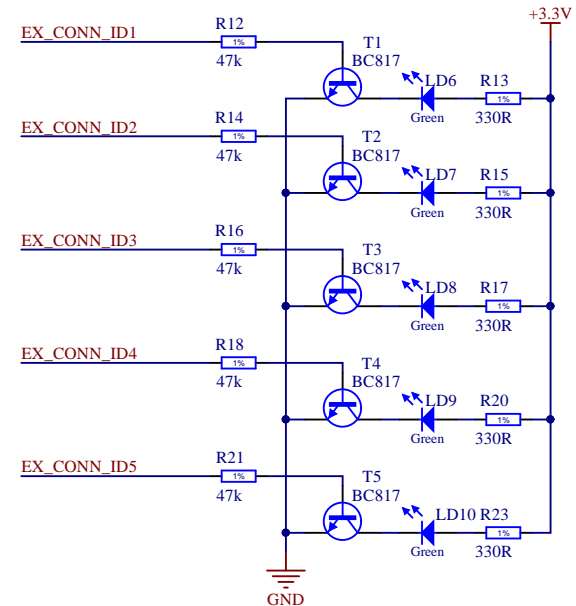 +3.3V
EX_CONN_ID1
R12
1%
47k
T1
BC817
LD6
Green
R13
1%
330R
EX_CONN_ID2
R14
1%
47k
T2
BC817
LD7
Green
R15
1%
330R
EX_CONN_ID3
R16
1%
47k
T3
BC817
LD8
Green
R17
1%
330R
EX_CONN_ID4
R18
1%
47k
T4
BC817
LD9
Green
R20
1%
330R
EX_CONN_ID5
R21
1%
47k
T5
BC817
LD10
Green
R23
1%
330R
GND